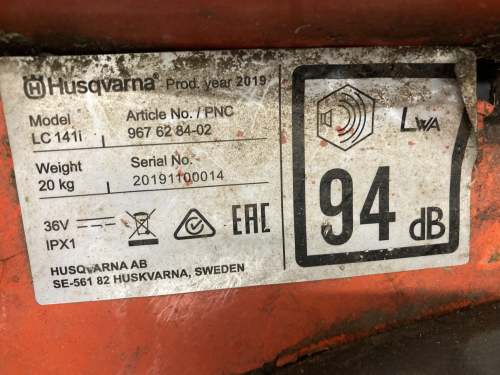 Husqvarna Prod. year 2019
Model Article No. / PNC
LC 141i 967 62 84-02
Weight Serial No.
20 kg 20191100014
36V
IPX1
EAC
HUSQVARNA AB
SE-561 82 HUSKVARNA, SWEDEN
LWA
94 dB